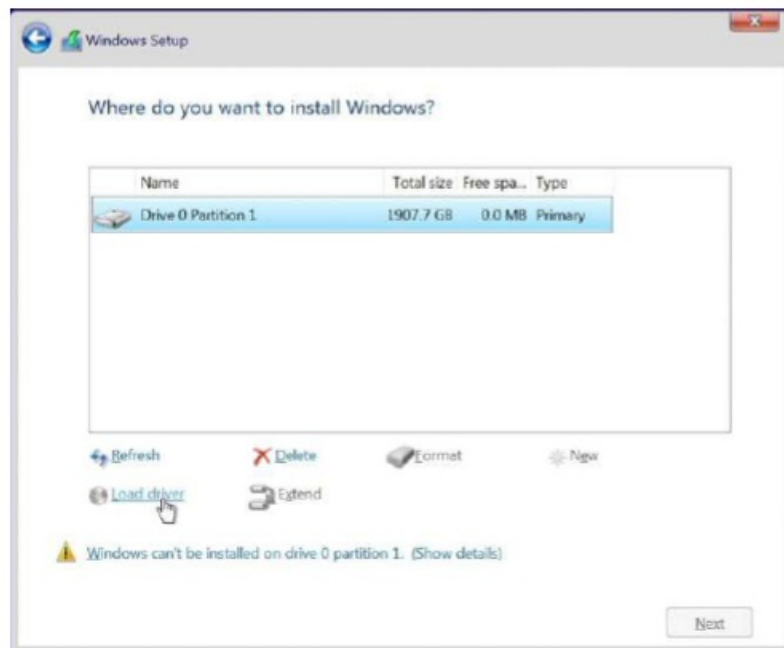 Windows Setup
Where do you want to install Windows?
Name Total size Free spa... Type
Drive 0 Partition 1 1907.7 GB 0.0 MB Primary
Refresh Delete Format New
Load driver Extend
Windows can't be installed on drive 0 partition 1. (Show details)
Next